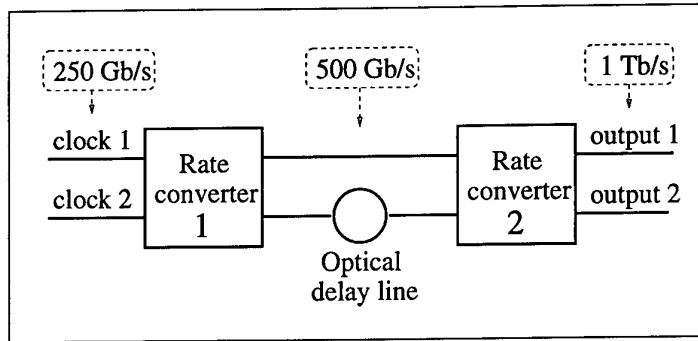 250 Gb/s
500 Gb/s
1 Tb/s
clock 1
clock 2
Rate
converter
1
Optical
delay line
Rate
converter
2
output 1
output 2